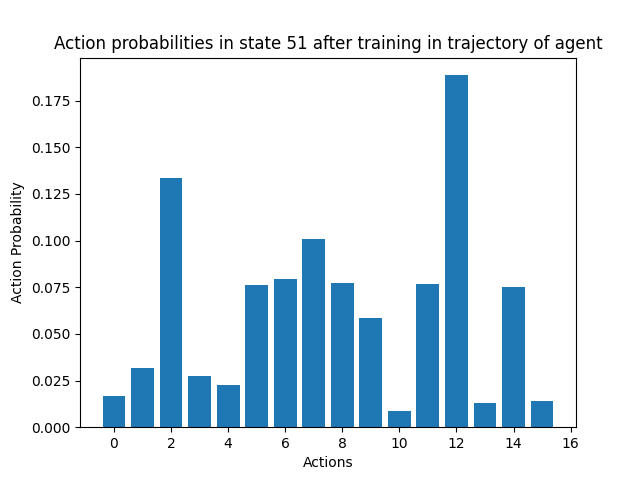 Action probabilities in state 51 after training in trajectory of agent
Action Probability
0.175
0.150
0.125
0.100
0.075
0.050
0.025
0.000
0 2 4 6 8 10 12 14 16
Actions